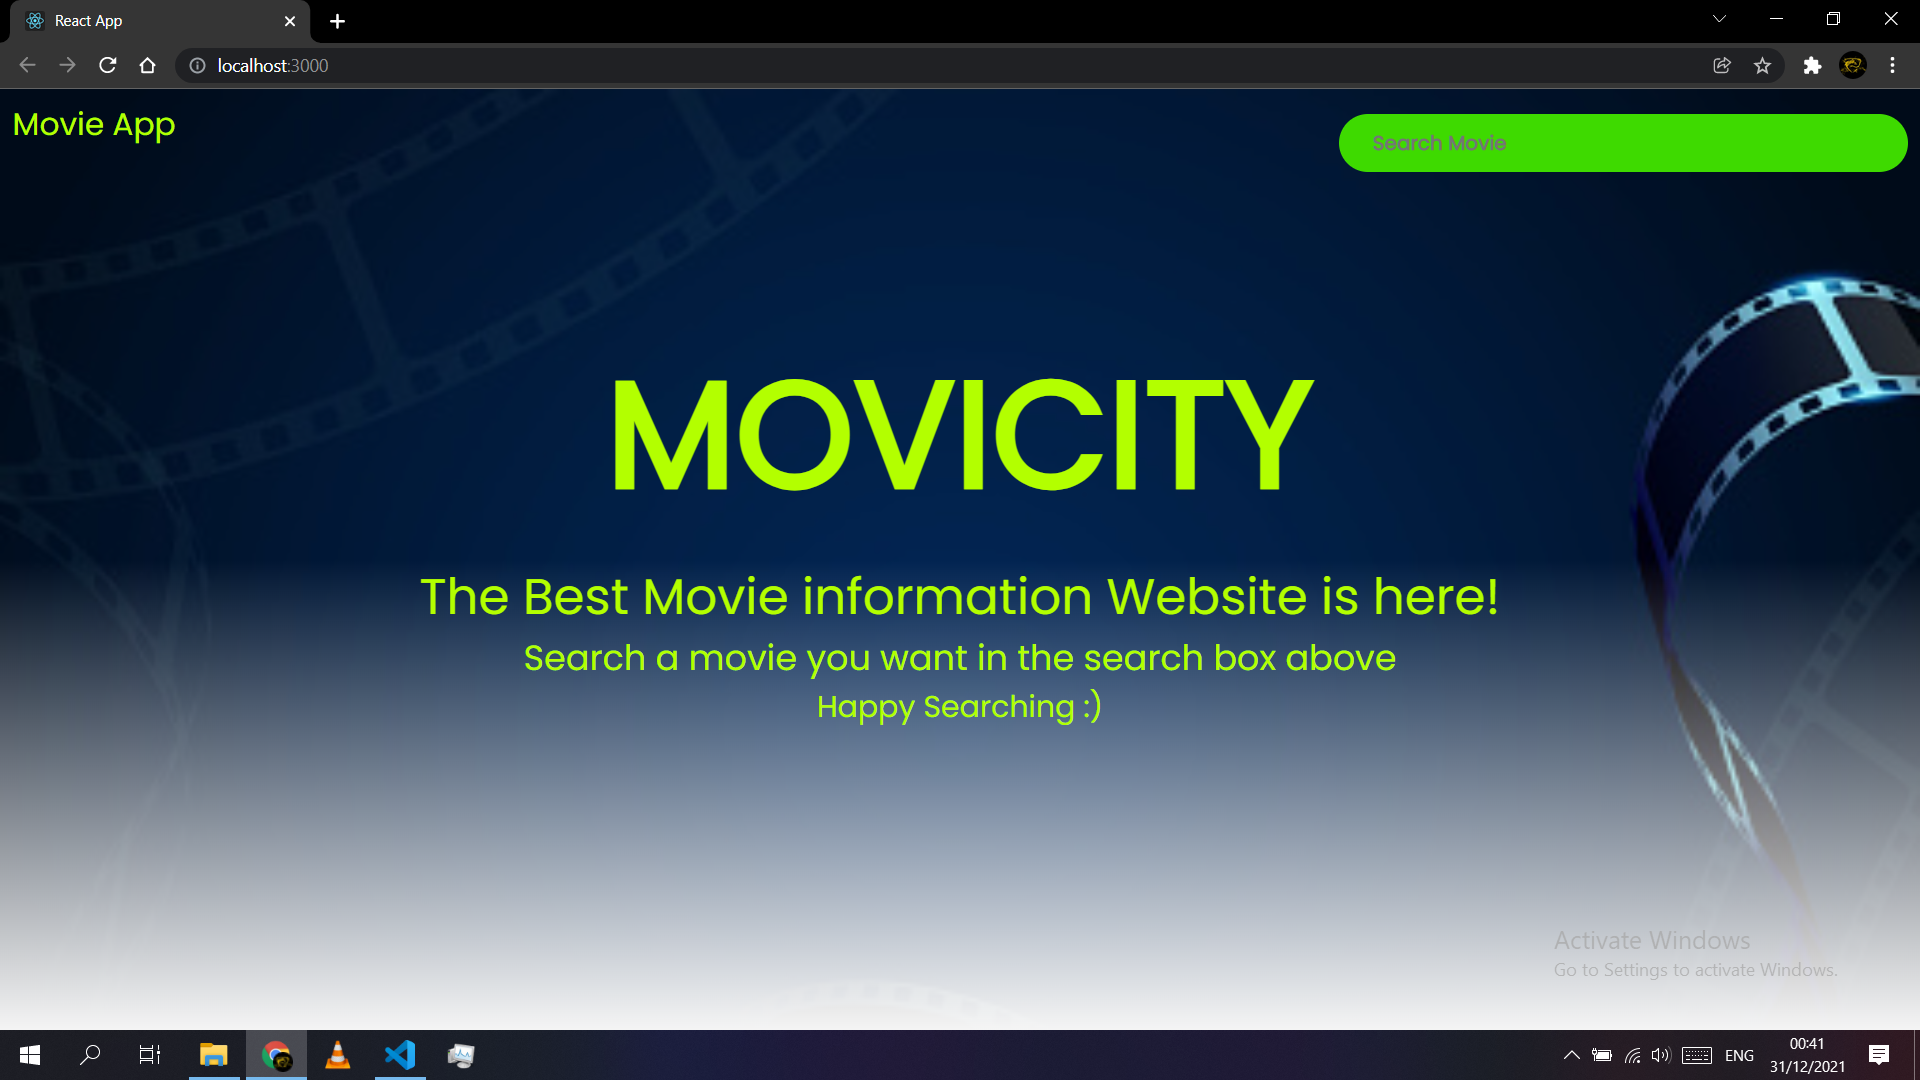 React App
localhost:3000
Movie App
Search Movie
MOVICITY
The Best Movie information Website is here!
Search a movie you want in the search box above
Happy Searching :)
Activate Windows
Go to Settings to activate Windows.
ENG
00:41
31/12/2021